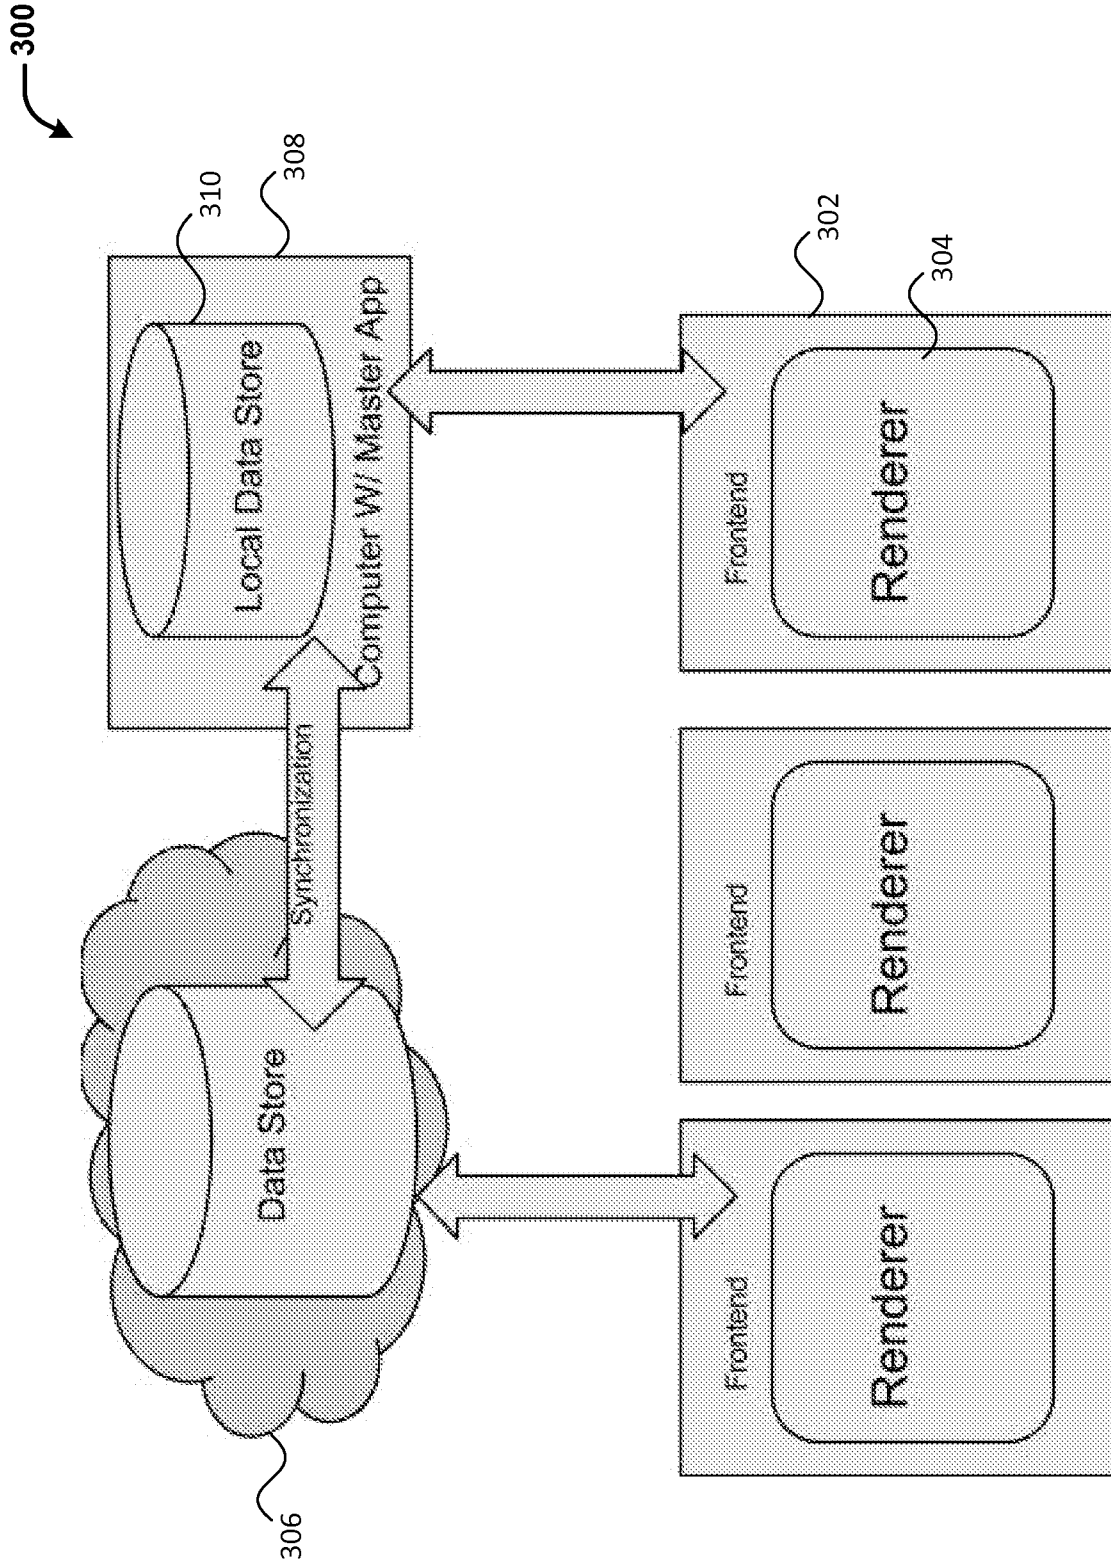 300
310
Local Data Store
308
Data Store
306
Synchronization
Computer W/ Master App
Frontend
Frontend
Frontend
302
Renderer
Renderer
Renderer
304